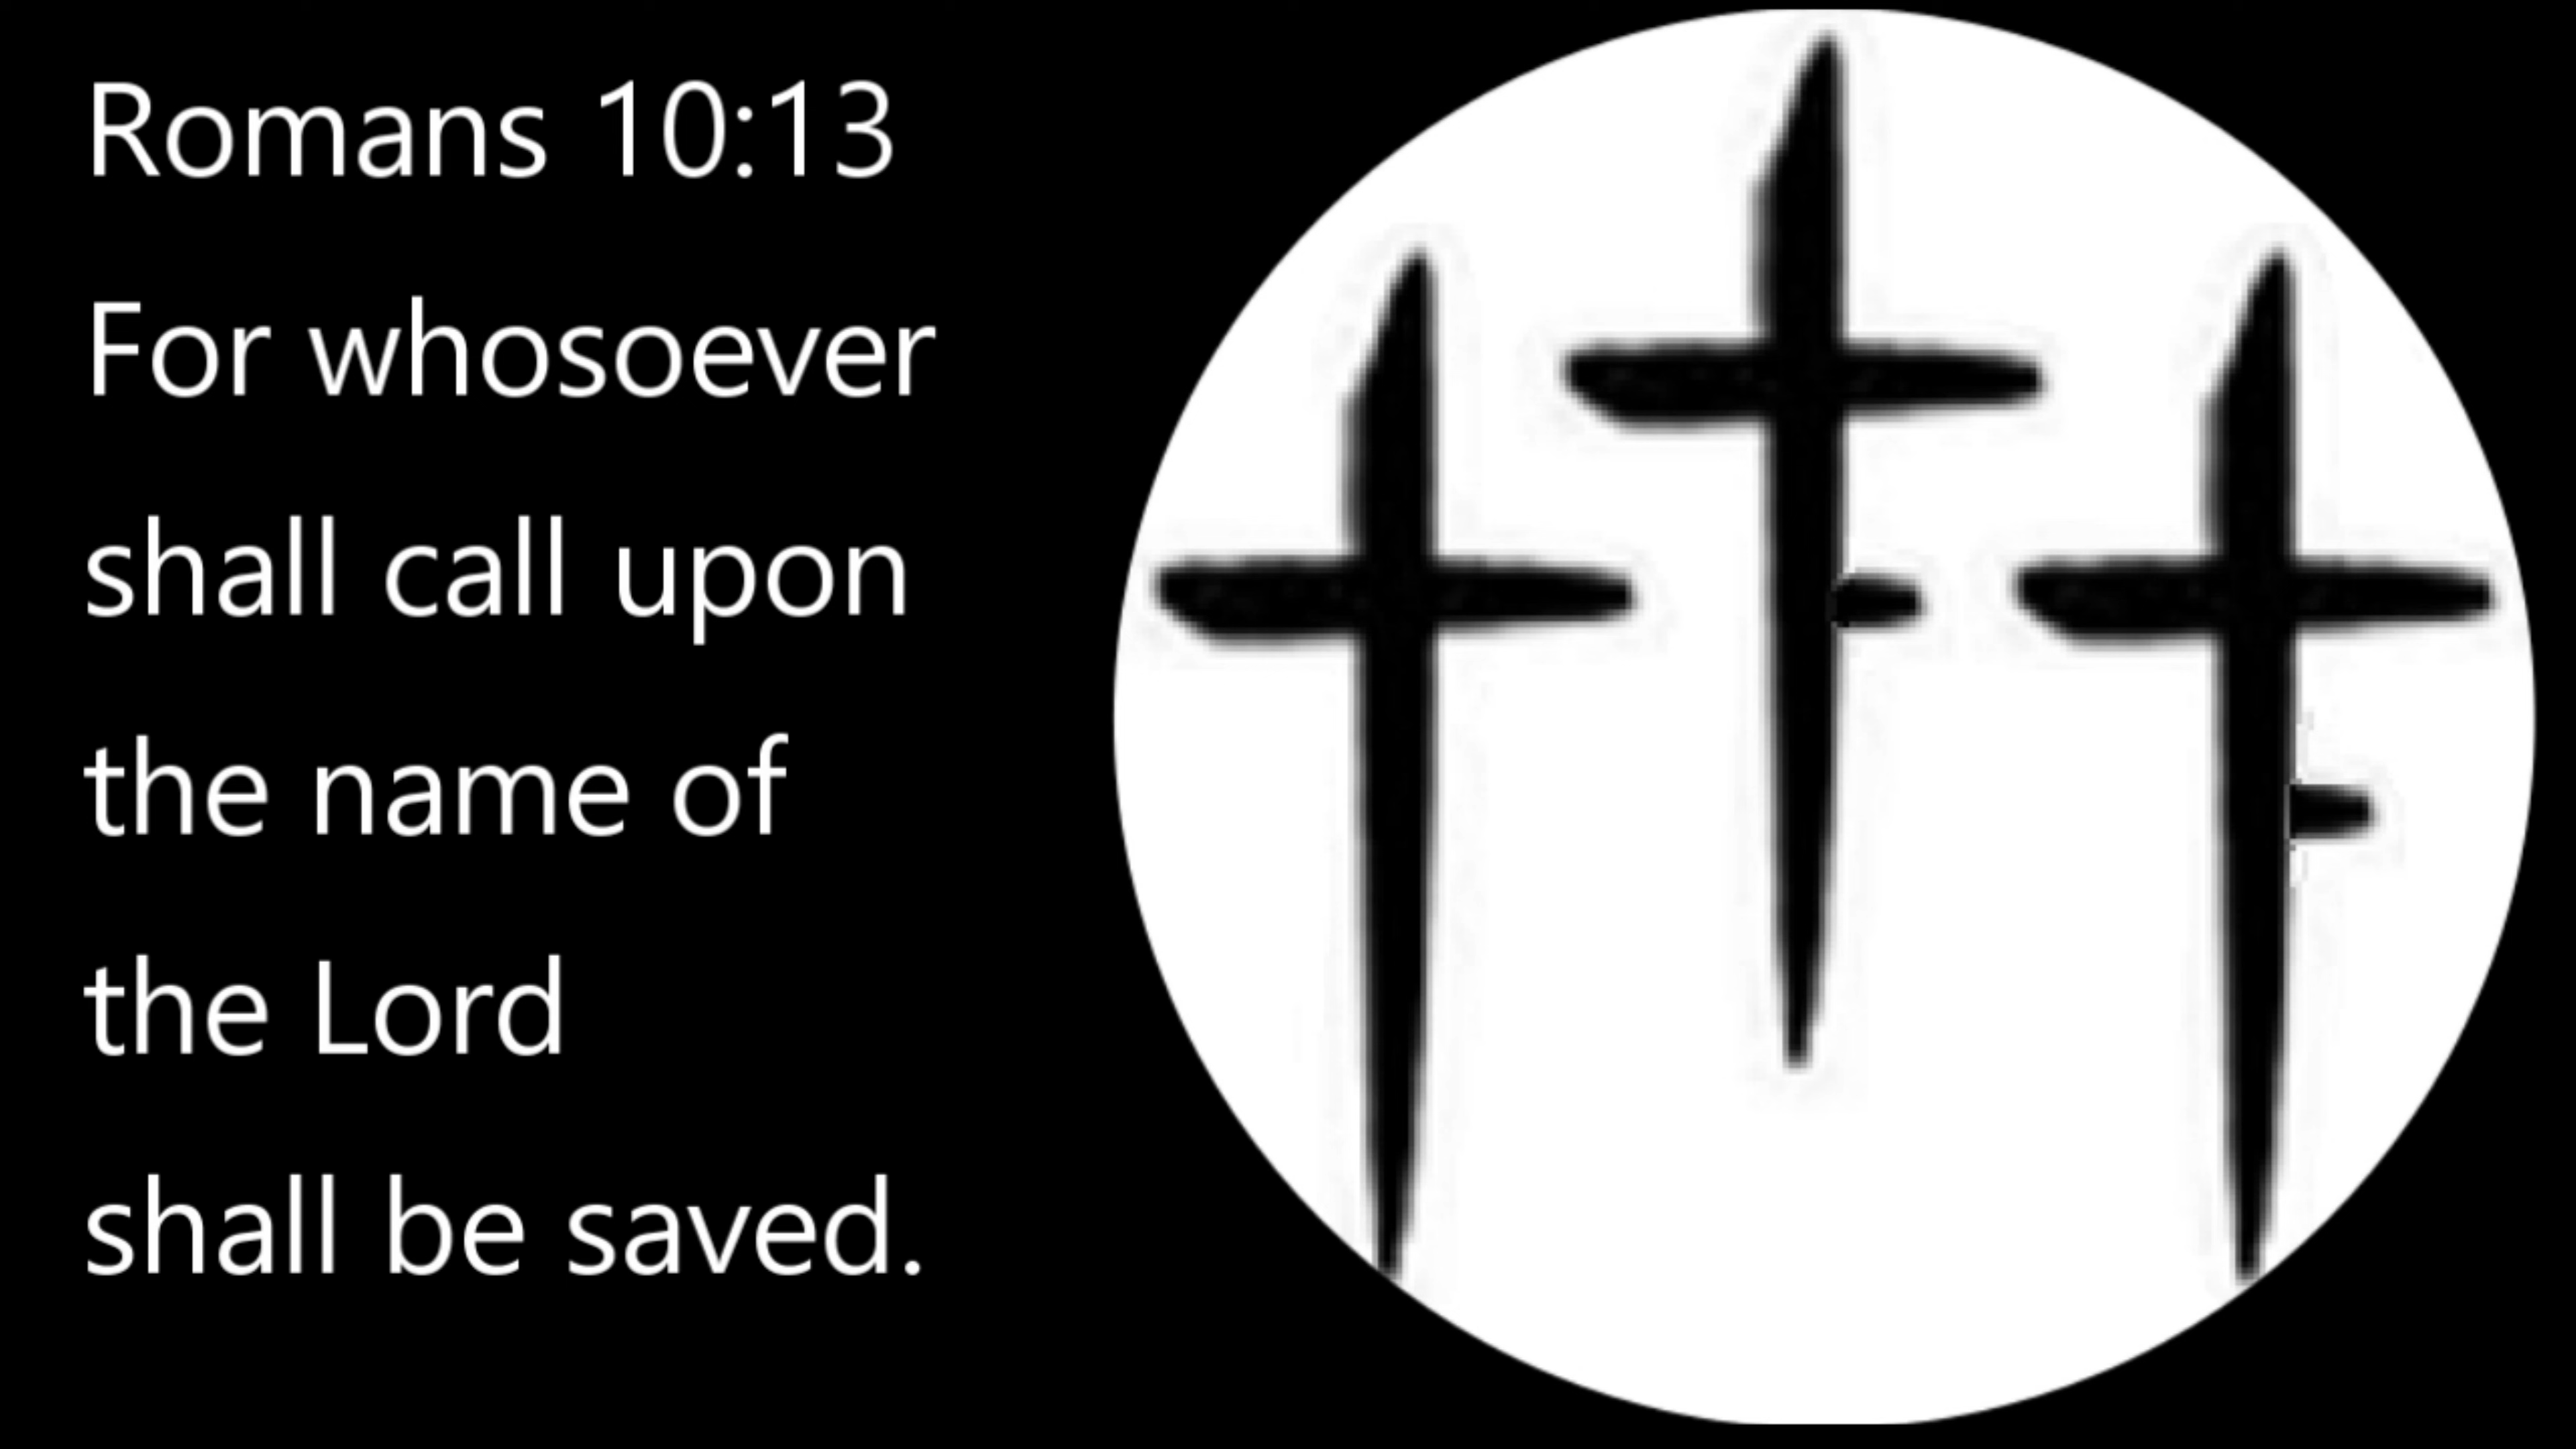 Romans 10:13
For whosoever
shall call upon
the name of
the Lord
shall be saved.